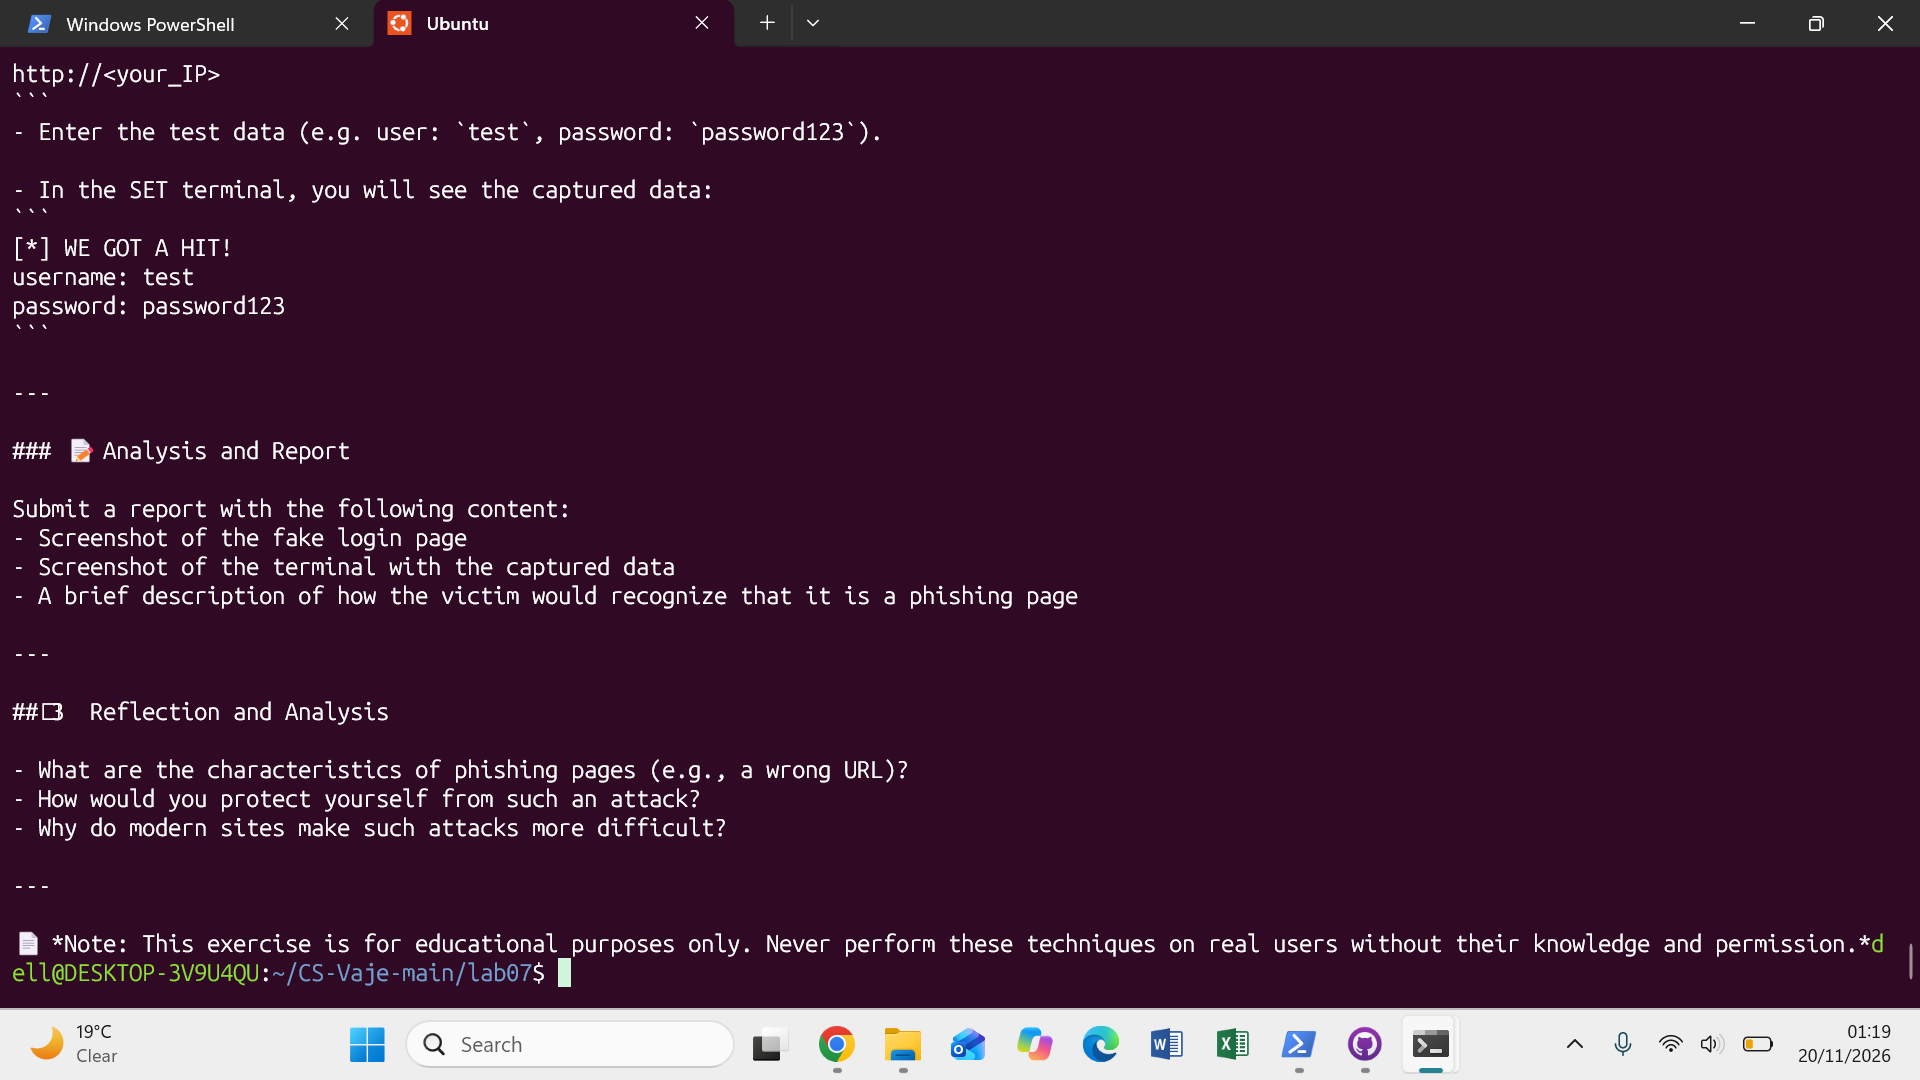 Windows PowerShell
Ubuntu
http://<your_IP>
```
- Enter the test data (e.g. user: `test`, password: `password123`).
- In the SET terminal, you will see the captured data:
```
[*] WE GOT A HIT!
username: test
password: password123
```
---
### 📝 Analysis and Report
Submit a report with the following content:
- Screenshot of the fake login page
- Screenshot of the terminal with the captured data
- A brief description of how the victim would recognize that it is a phishing page
---
## 3 Reflection and Analysis
- What are the characteristics of phishing pages (e.g., a wrong URL)?
- How would you protect yourself from such an attack?
- Why do modern sites make such attacks more difficult?
---
📄 *Note: This exercise is for educational purposes only. Never perform these techniques on real users without their knowledge and permission.*d
ell@DESKTOP-3V9U4QU:~/CS-Vaje-main/lab07$
19°C
Clear
Search
01:19
20/11/2026